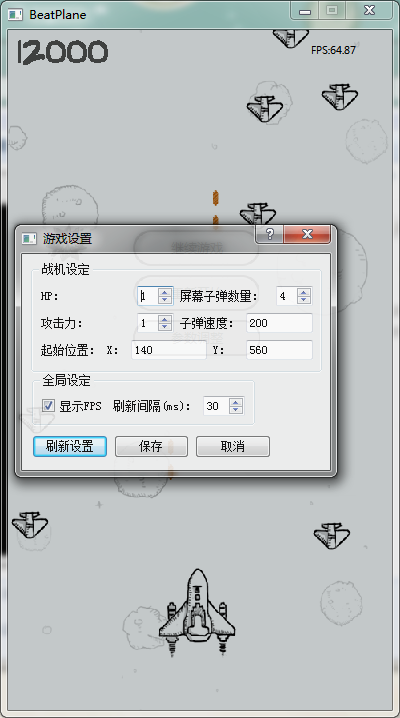 BeatPlane
12000
FPS:64.87
游戏设置
战机设定
HP: 1 屏幕子弹数量: 4
攻击力: 1 子弹速度: 200
起始位置: X: 140 Y: 560
全局设定
显示FPS 刷新间隔(ms): 30
刷新设置 保存 取消